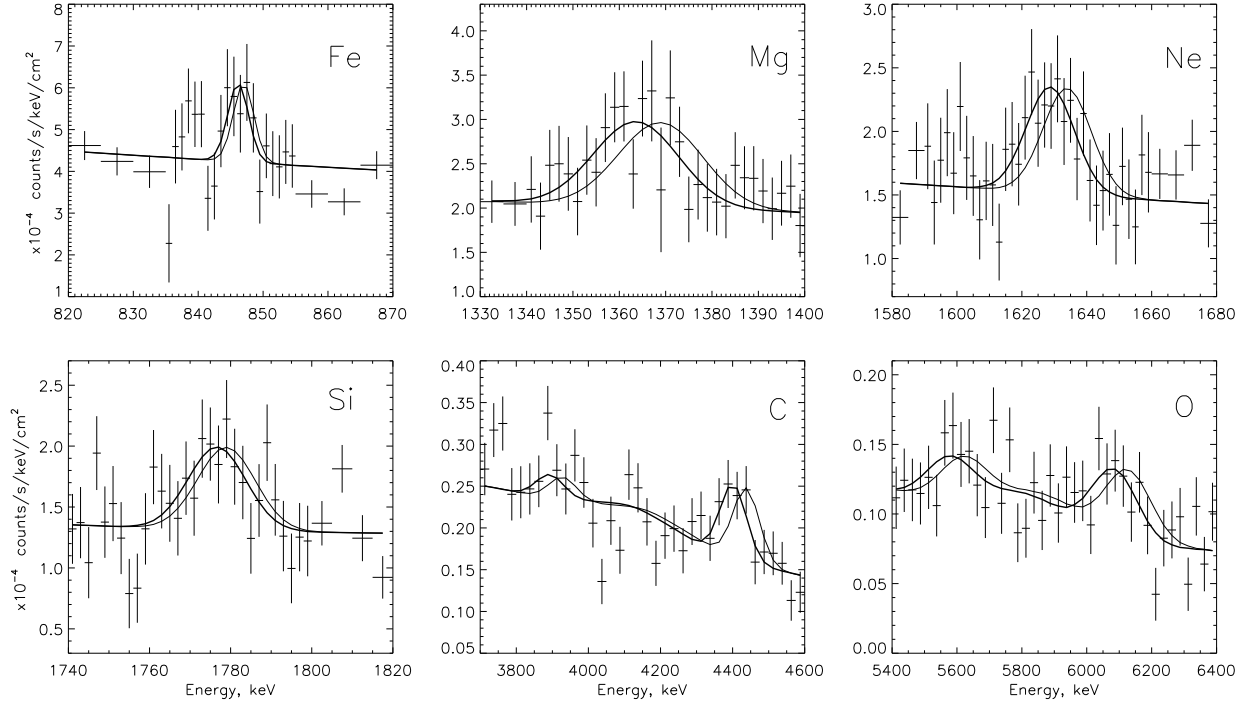 8
7
6
5
4
3
2
1
x10⁻⁴ counts/s/keV/cm²
Fe
820 830 840 850 860 870
4.0
3.5
3.0
2.5
2.0
1.5
1.0
Mg
1330 1340 1350 1360 1370 1380 1390 1400
3.0
2.5
2.0
1.5
1.0
Ne
1580 1600 1620 1640 1660 1680
2.5
2.0
1.5
1.0
0.5
x10⁻⁴ counts/s/keV/cm²
Si
1740 1760 1780 1800 1820
Energy, keV
0.40
0.35
0.30
0.25
0.20
0.15
0.10
0.05
C
3800 4000 4200 4400 4600
Energy, keV
0.20
0.15
0.10
0.05
0.00
O
5400 5600 5800 6000 6200 6400
Energy, keV